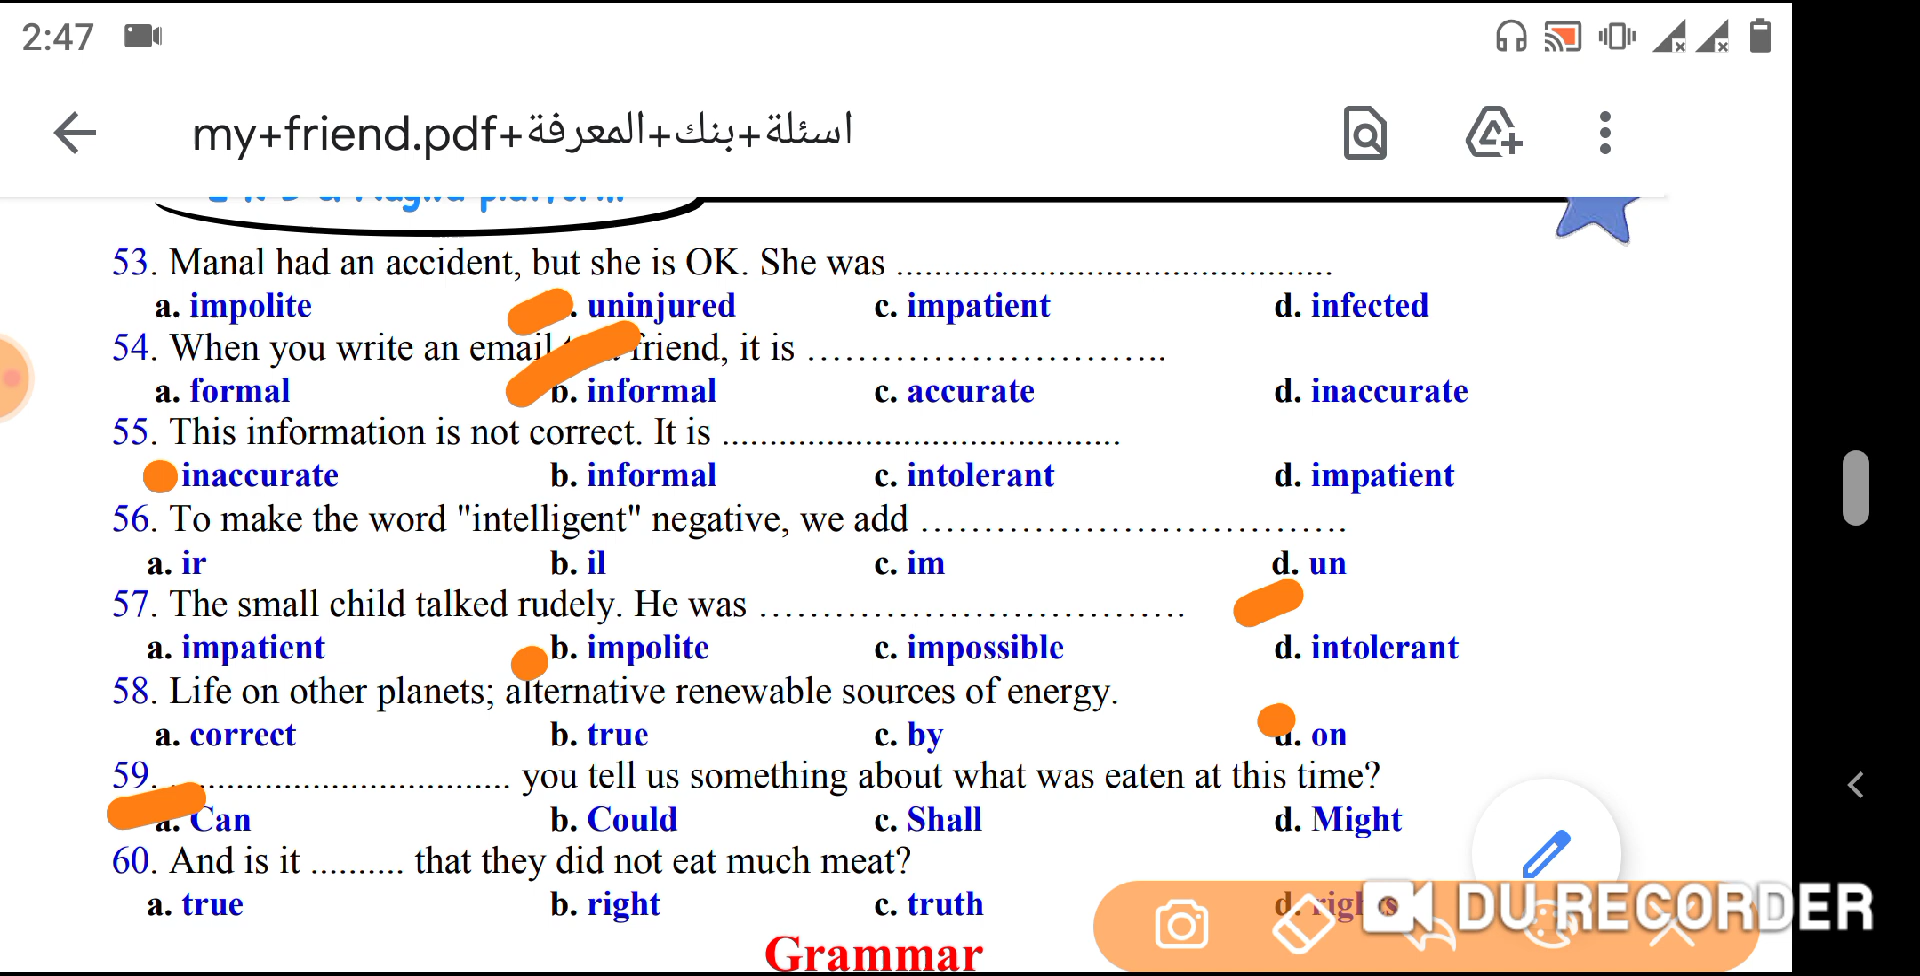 2:47
my+friend.pdf+اسئلة+بنك+المعرفة
53. Manal had an accident, but she is OK. She was ............................................
a. impolite . uninjured c. impatient d. infected
54. When you write an email friend, it is ................................
a. formal b. informal c. accurate d. inaccurate
55. This information is not correct. It is ........................................
inaccurate b. informal c. intolerant d. impatient
56. To make the word "intelligent" negative, we add ..................................
a. ir b. il c. im d. un
57. The small child talked rudely. He was ..................................
a. impatient b. impolite c. impossible d. intolerant
58. Life on other planets; alternative renewable sources of energy.
a. correct b. true c. by d. on
59. .................................. you tell us something about what was eaten at this time?
a. Can b. Could c. Shall d. Might
60. And is it .......... that they did not eat much meat?
a. true b. right c. truth d. rights
DU RECORDER
Grammar